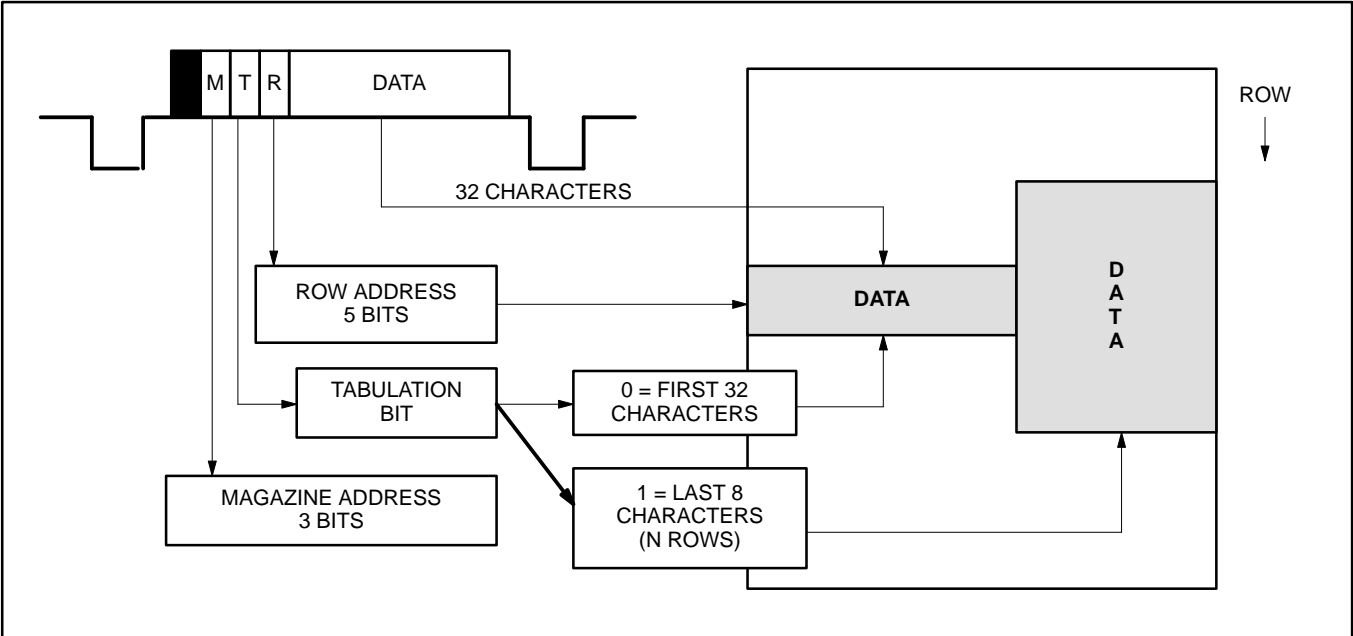 M T R DATA
ROW
32 CHARACTERS
ROW ADDRESS
5 BITS
DATA
D
A
T
A
TABULATION
BIT
0 = FIRST 32
CHARACTERS
MAGAZINE ADDRESS
3 BITS
1 = LAST 8
CHARACTERS
(N ROWS)